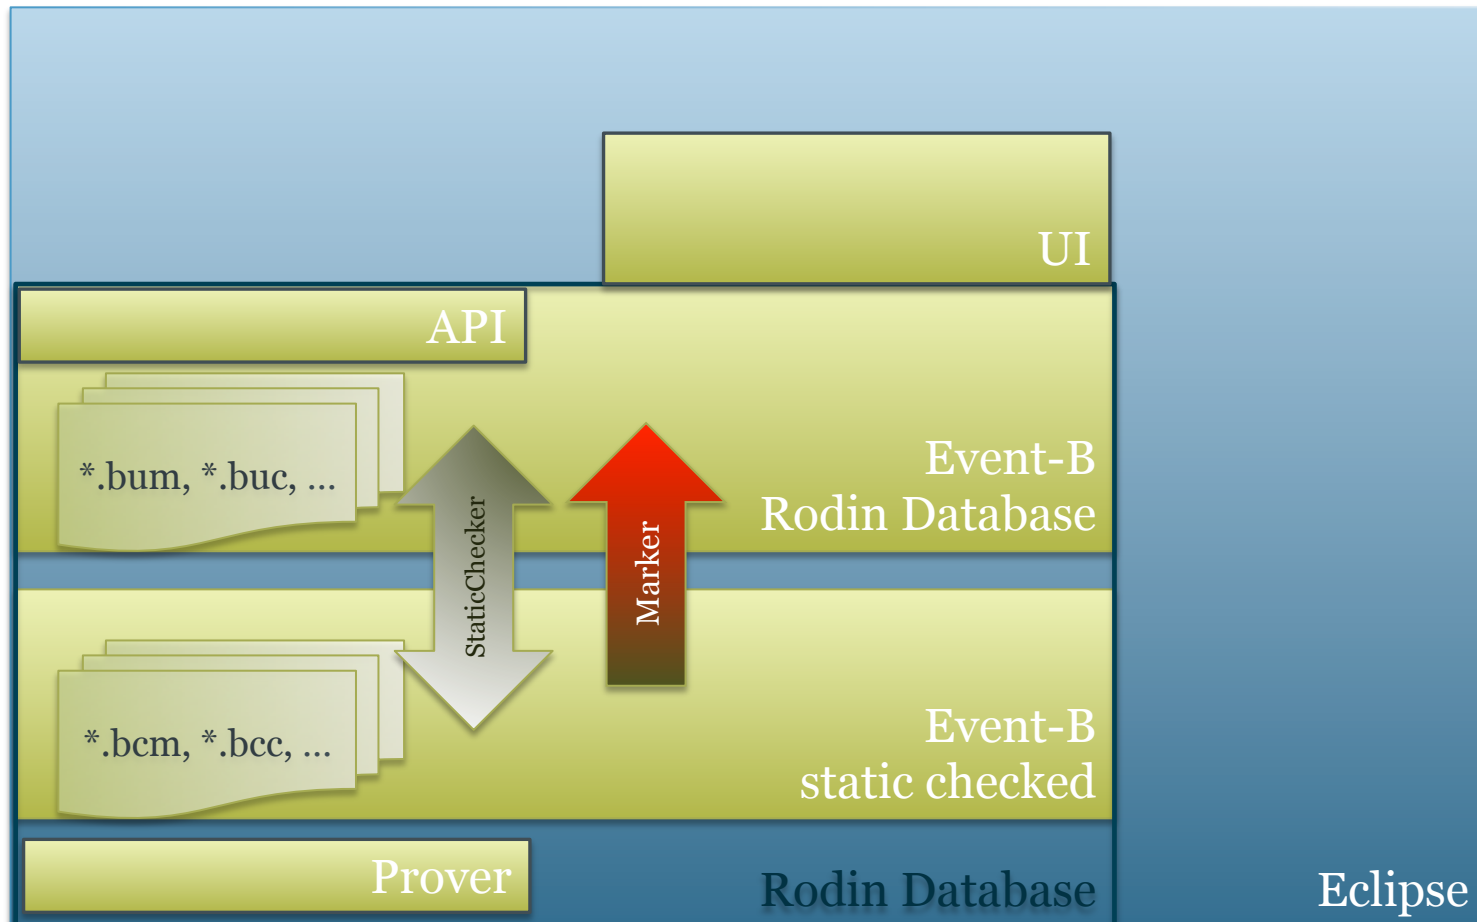 UI
API
*.bum, *.buc, ...
Event-B
Rodin Database
StaticChecker
Marker
*.bcm, *.bcc, ...
Event-B
static checked
Prover
Rodin Database
Eclipse